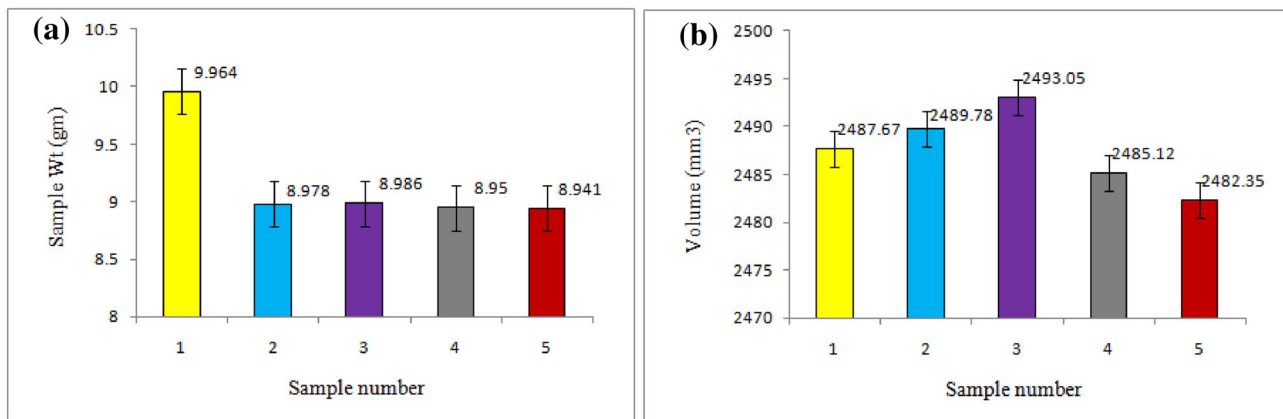 (a)
Sample Wt (gm)
10.5
10
9.5
9
8.5
8
9.964
8.978
8.986
8.95
8.941
1 2 3 4 5
Sample number
(b)
Volume (mm3)
2500
2495
2490
2485
2480
2475
2470
2487.67
2489.78
2493.05
2485.12
2482.35
1 2 3 4 5
Sample number